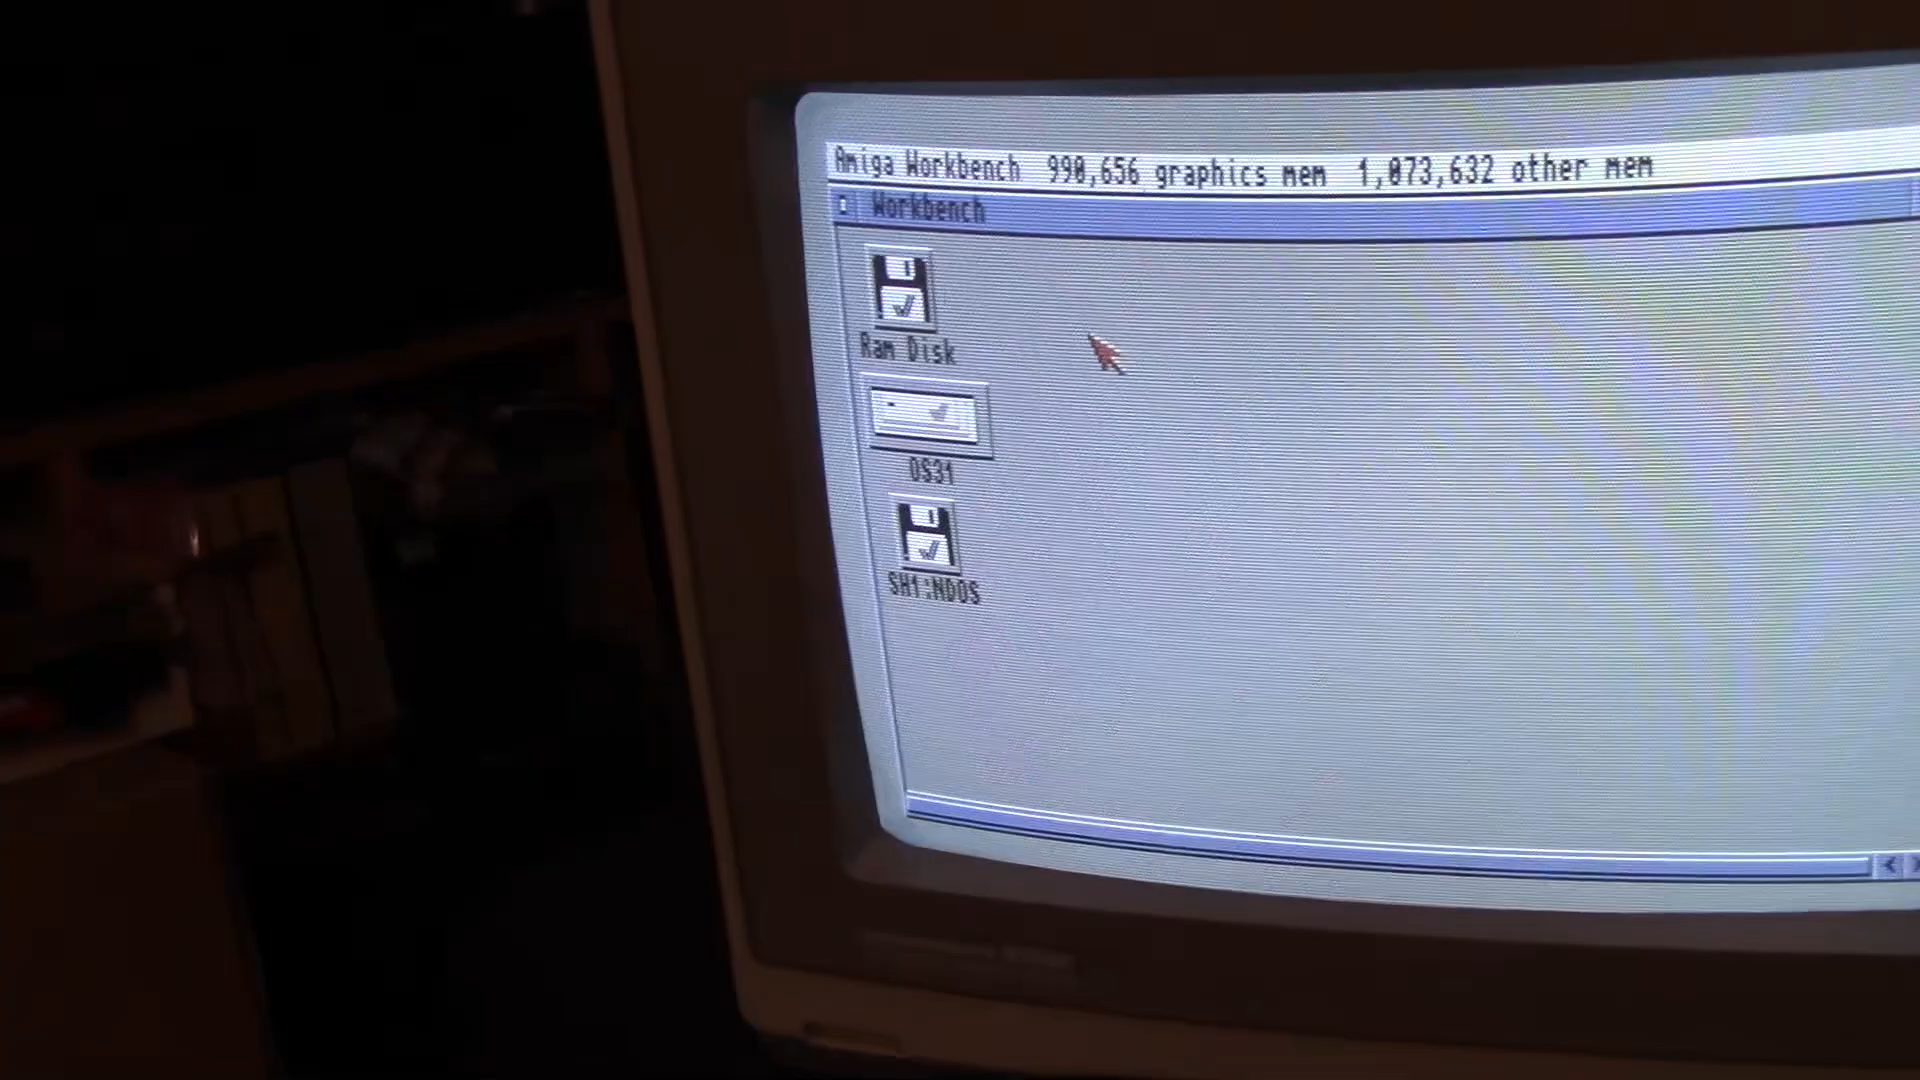 Amiga Workbench 990,656 graphics mem 1,073,632 other mem
Workbench
Ram Disk
OS31
SH1:NDOS